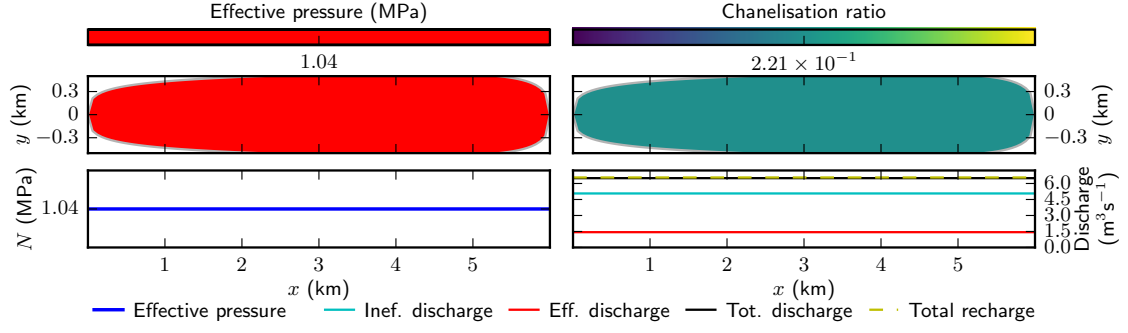 Effective pressure (MPa)
Chanelisation ratio
1.04
2.21 × 10⁻¹
y (km)
0.3
0
−0.3
0.3
0
−0.3
y (km)
N (MPa)
1.04
6.0
4.5
3.0
1.5
0.0
Discharge
(m³s⁻¹)
1 2 3 4 5
1 2 3 4 5
x (km)
x (km)
Effective pressure Inef. discharge Eff. discharge Tot. discharge Total recharge